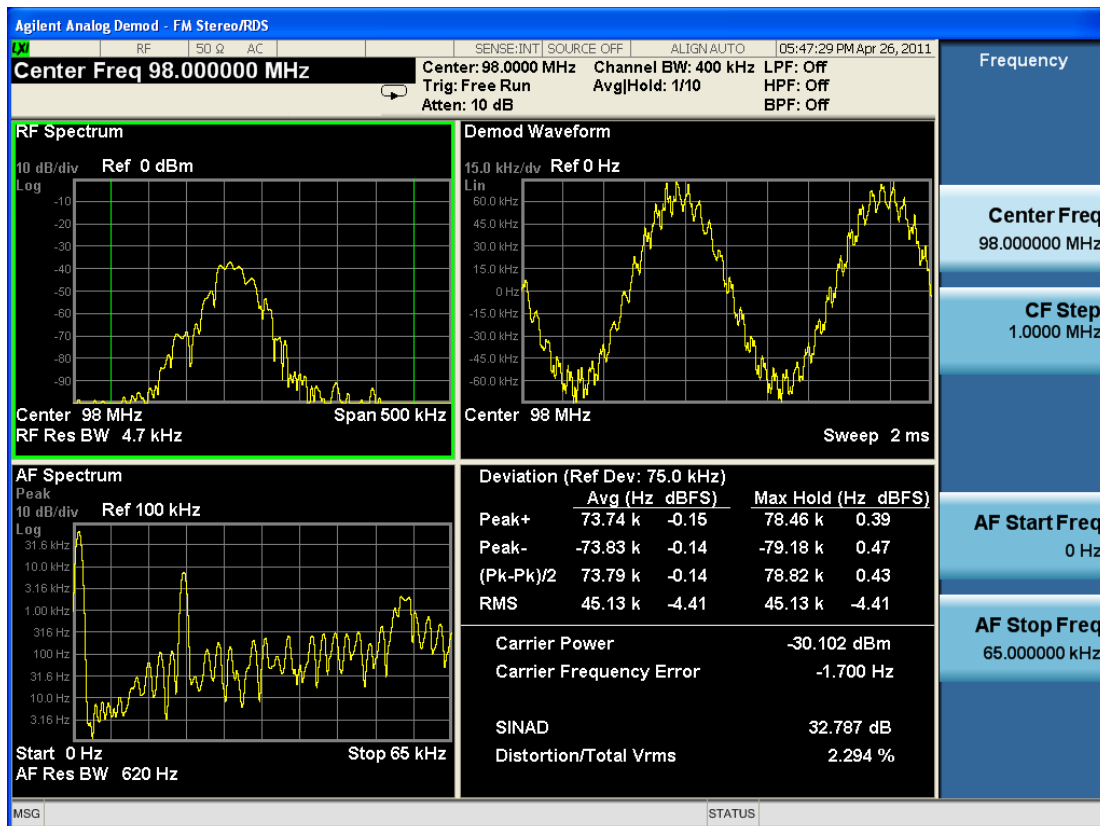 Agilent Analog Demod - FM Stereo/RDS
LXI RF 50 Ω AC SENSE:INT SOURCE OFF ALIGN AUTO 05:47:29 PM Apr 26, 2011
Center Freq 98.000000 MHz
Center: 98.0000 MHz Channel BW: 400 kHz LPF: Off
Trig: Free Run Avg|Hold: 1/10 HPF: Off
Atten: 10 dB BPF: Off
RF Spectrum
10 dB/div Ref 0 dBm
Log
-10
-20
-30
-40
-50
-60
-70
-80
-90
Center 98 MHz Span 500 kHz
RF Res BW 4.7 kHz
Demod Waveform
15.0 kHz/dv Ref 0 Hz
Lin
60.0 kHz
45.0 kHz
30.0 kHz
15.0 kHz
0 Hz
-15.0 kHz
-30.0 kHz
-45.0 kHz
-60.0 kHz
Center 98 MHz
Sweep 2 ms
AF Spectrum
Peak
10 dB/div Ref 100 kHz
Log
31.6 kHz
10.0 kHz
3.16 kHz
1.00 kHz
316 Hz
100 Hz
31.6 Hz
10.0 Hz
3.16 Hz
Start 0 Hz Stop 65 kHz
AF Res BW 620 Hz
Deviation (Ref Dev: 75.0 kHz)
Avg (Hz dBFS) Max Hold (Hz dBFS)
Peak+ 73.74 k -0.15 78.46 k 0.39
Peak- -73.83 k -0.14 -79.18 k 0.47
(Pk-Pk)/2 73.79 k -0.14 78.82 k 0.43
RMS 45.13 k -4.41 45.13 k -4.41
Carrier Power -30.102 dBm
Carrier Frequency Error -1.700 Hz
SINAD 32.787 dB
Distortion/Total Vrms 2.294 %
Frequency
Center Freq
98.000000 MHz
CF Step
1.0000 MHz
AF Start Freq
0 Hz
AF Stop Freq
65.000000 kHz
MSG STATUS